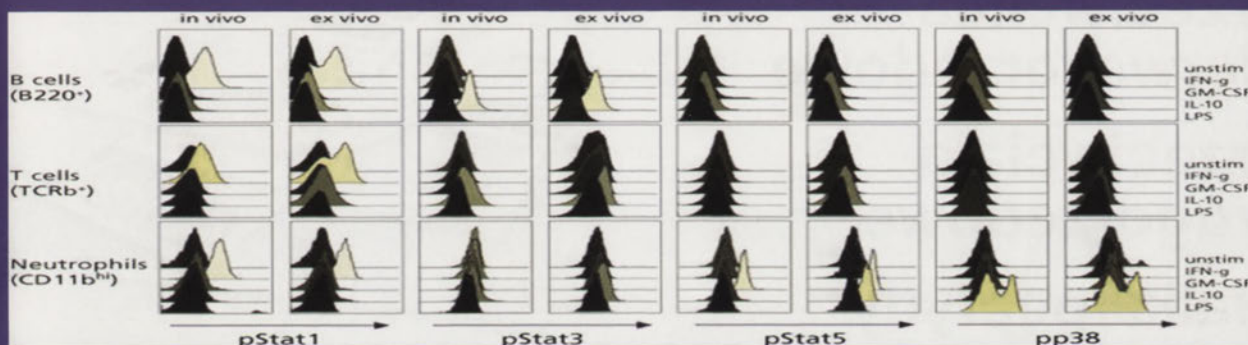 in vivo ex vivo in vivo ex vivo in vivo ex vivo in vivo ex vivo
B cells
(B220⁺)
unstim
IFN-g
GM-CSF
IL-10
LPS
T cells
(TCRb⁺)
unstim
IFN-g
GM-CSF
IL-10
LPS
Neutrophils
(CD11bʰⁱ)
unstim
IFN-g
GM-CSF
IL-10
LPS
pStat1 pStat3 pStat5 pp38